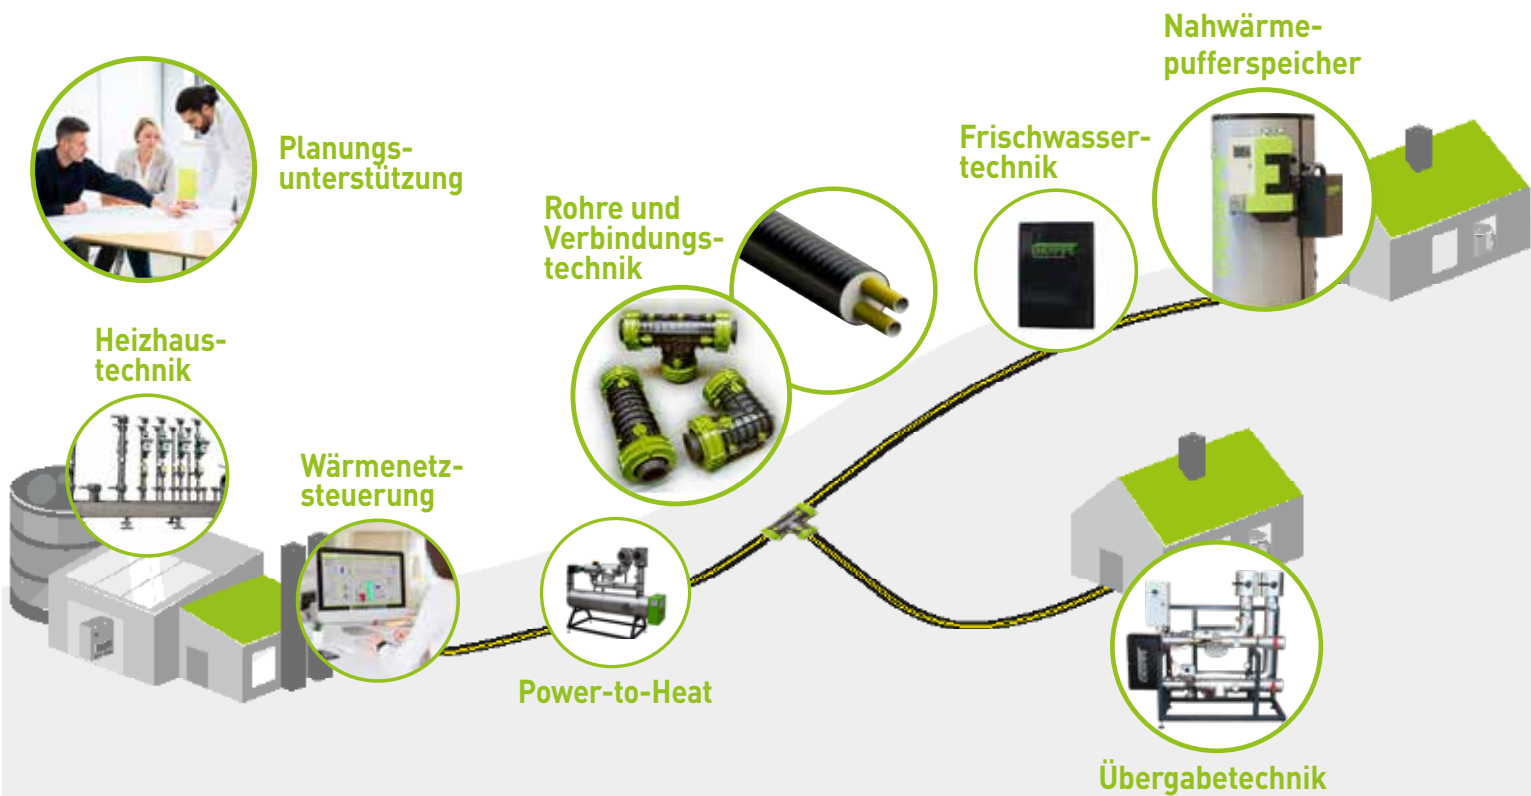 Planungs-
unterstützung
Heizhaus-
technik
Wärmenetz-
steuerung
Power-to-Heat
Rohre und
Verbindungs-
technik
Frischwasser-
technik
Nahwärme-
pufferspeicher
Übergabetechnik